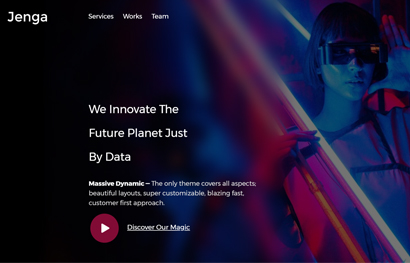 Jenga
Services Works Team
We Innovate The
Future Planet Just
By Data
Massive Dynamic — The only theme covers all aspects;
beautiful layouts, super customizable, blazing fast,
customer first approach.
Discover Our Magic